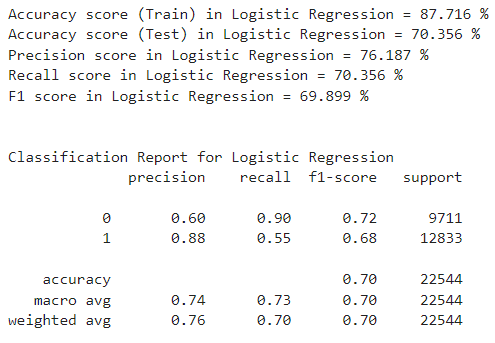 Accuracy score (Train) in Logistic Regression = 87.716 %
Accuracy score (Test) in Logistic Regression = 70.356 %
Precision score in Logistic Regression = 76.187 %
Recall score in Logistic Regression = 70.356 %
F1 score in Logistic Regression = 69.899 %
Classification Report for Logistic Regression
precision recall f1-score support
0 0.60 0.90 0.72 9711
1 0.88 0.55 0.68 12833
accuracy 0.70 22544
macro avg 0.74 0.73 0.70 22544
weighted avg 0.76 0.70 0.70 22544